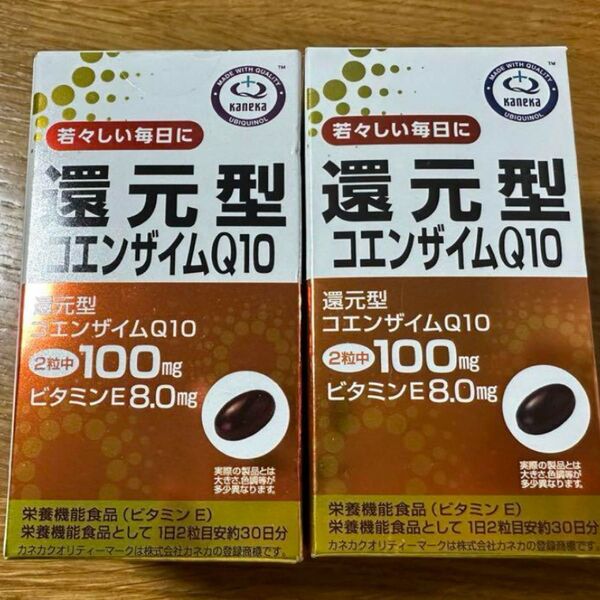 MADE WITH QUALITY
Kaneka
UBIQUINOL
TM
若々しい毎日に
還元型
コエンザイムQ10
還元型
コエンザイムQ10
2粒中 100mg
ビタミンE 8.0mg
実際の製品とは
大きさ、色調等が
多少異なります。
栄養機能食品（ビタミンE）
栄養機能食品として 1日2粒目安約30日分
カネカクオリティーマークは株式会社カネカの登録商標です。
MADE WITH QUALITY
Kaneka
UBIQUINOL
TM
若々しい毎日に
還元型
コエンザイムQ10
還元型
コエンザイムQ10
2粒中 100mg
ビタミンE 8.0mg
実際の製品とは
大きさ、色調等が
多少異なります。
栄養機能食品（ビタミンE）
栄養機能食品として 1日2粒目安約30日分
カネカクオリティーマークは株式会社カネカの登録商標です。